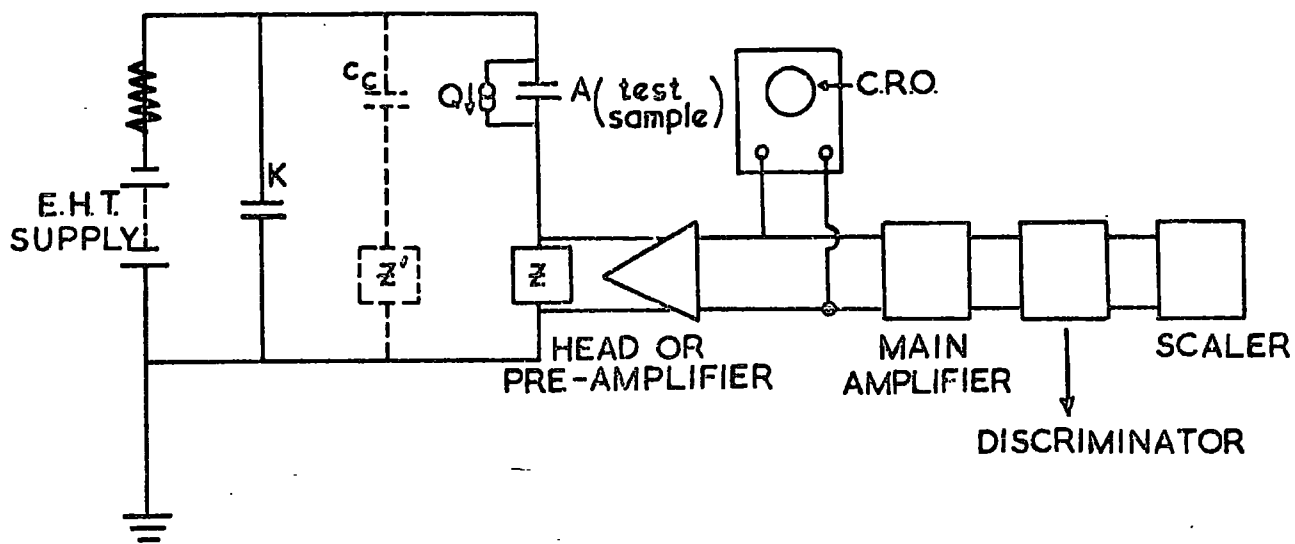 Cc
Q
A (test
sample)
C.R.O.
K
E.H.T.
SUPPLY
Z'
Z
HEAD OR
PRE-AMPLIFIER
MAIN
AMPLIFIER
SCALER
DISCRIMINATOR